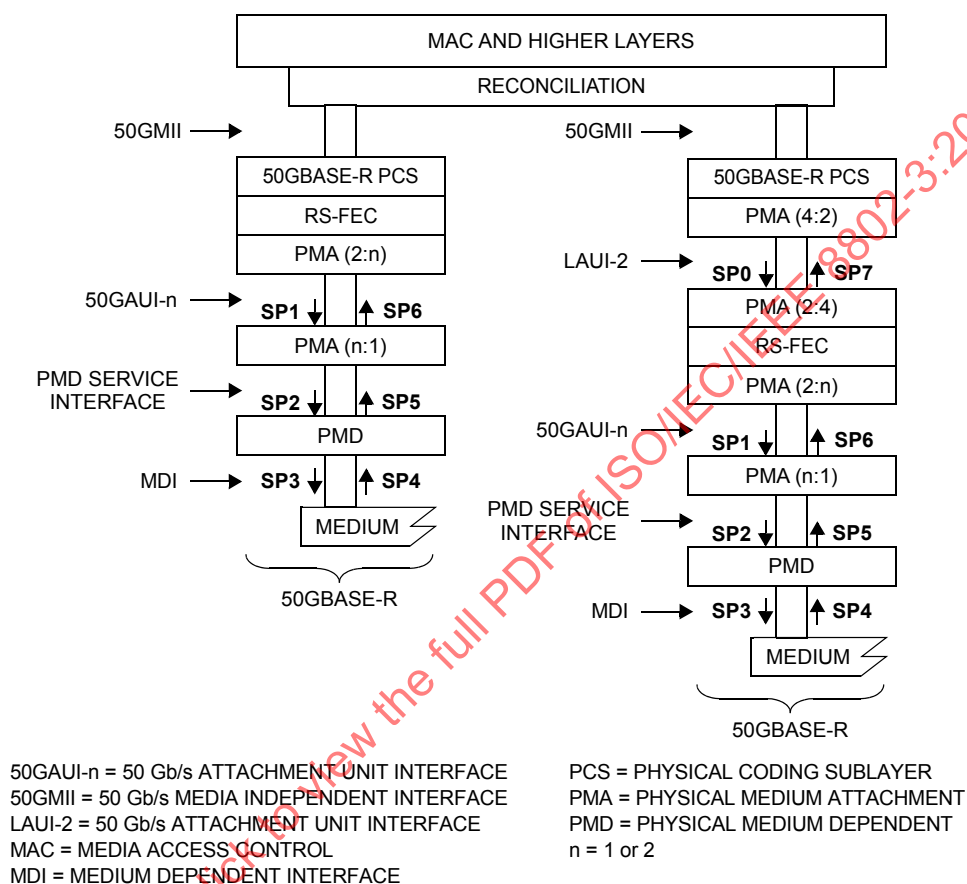 MAC AND HIGHER LAYERS
RECONCILIATION
50GMII
50GBASE-R PCS
RS-FEC
PMA (2:n)
50GAUI-n
SP1
SP6
PMA (n:1)
PMD SERVICE
INTERFACE
SP2
SP5
PMD
MDI
SP3
SP4
MEDIUM
50GBASE-R
50GMII
50GBASE-R PCS
PMA (4:2)
LAUI-2
SP0
SP7
PMA (2:4)
RS-FEC
PMA (2:n)
50GAUI-n
SP1
SP6
PMA (n:1)
PMD SERVICE
INTERFACE
SP2
SP5
PMD
MDI
SP3
SP4
MEDIUM
50GBASE-R
50GAUI-n = 50 Gb/s ATTACHMENT UNIT INTERFACE
50GMII = 50 Gb/s MEDIA INDEPENDENT INTERFACE
LAUI-2 = 50 Gb/s ATTACHMENT UNIT INTERFACE
MAC = MEDIA ACCESS CONTROL
MDI = MEDIUM DEPENDENT INTERFACE
PCS = PHYSICAL CODING SUBLAYER
PMA = PHYSICAL MEDIUM ATTACHMENT
PMD = PHYSICAL MEDIUM DEPENDENT
n = 1 or 2
to view the full PDF of ISO/IEC/IEEE